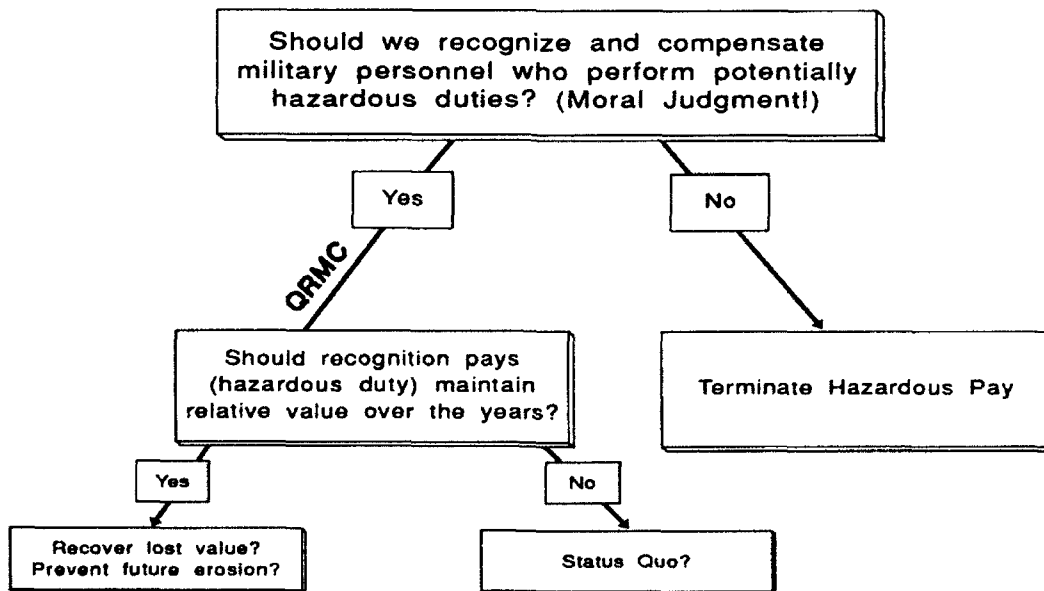 Should we recognize and compensate
military personnel who perform potentially
hazardous duties? (Moral Judgment!)
Yes
No
QRMC
Should recognition pays
(hazardous duty) maintain
relative value over the years?
Terminate Hazardous Pay
Yes
No
Recover lost value?
Prevent future erosion?
Status Quo?